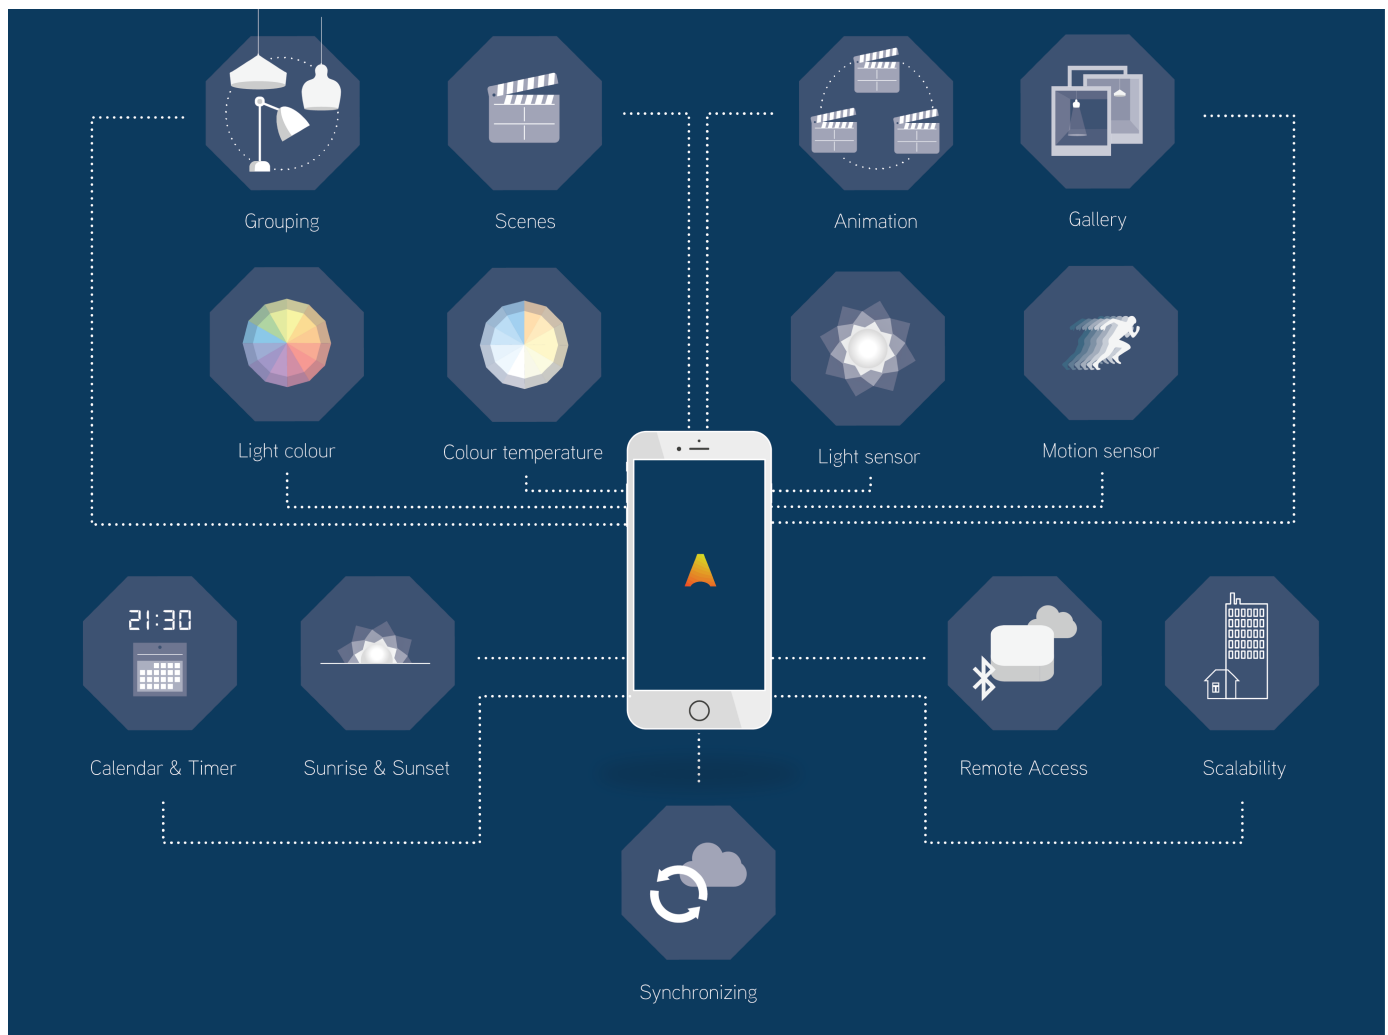 Grouping
Scenes
Animation
Gallery
Light colour
Colour temperature
Light sensor
Motion sensor
21:30
Calendar & Timer
Sunrise & Sunset
Remote Access
Scalability
Synchronizing